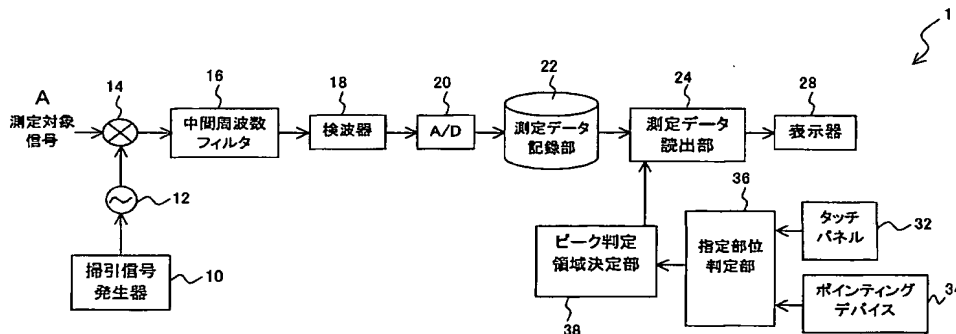 1
A
測定対象
信号
14
16
中間周波数
フィルタ
18
検波器
20
A/D
22
測定データ
記録部
24
測定データ
読出部
28
表示器
12
掃引信号
発生器
10
ピーク判定
領域決定部
38
36
指定部位
判定部
タッチ
パネル
32
ポインティング
デバイス
34